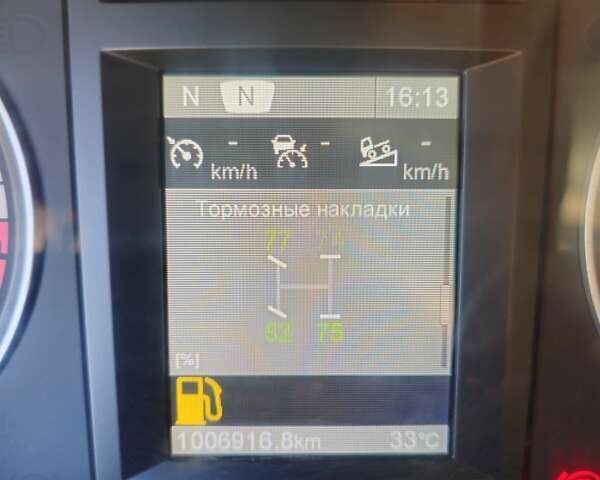 N N 16:13
- - -
km/h km/h
Тормозные накладки
77
75
[%]
1006916.8km 33°C